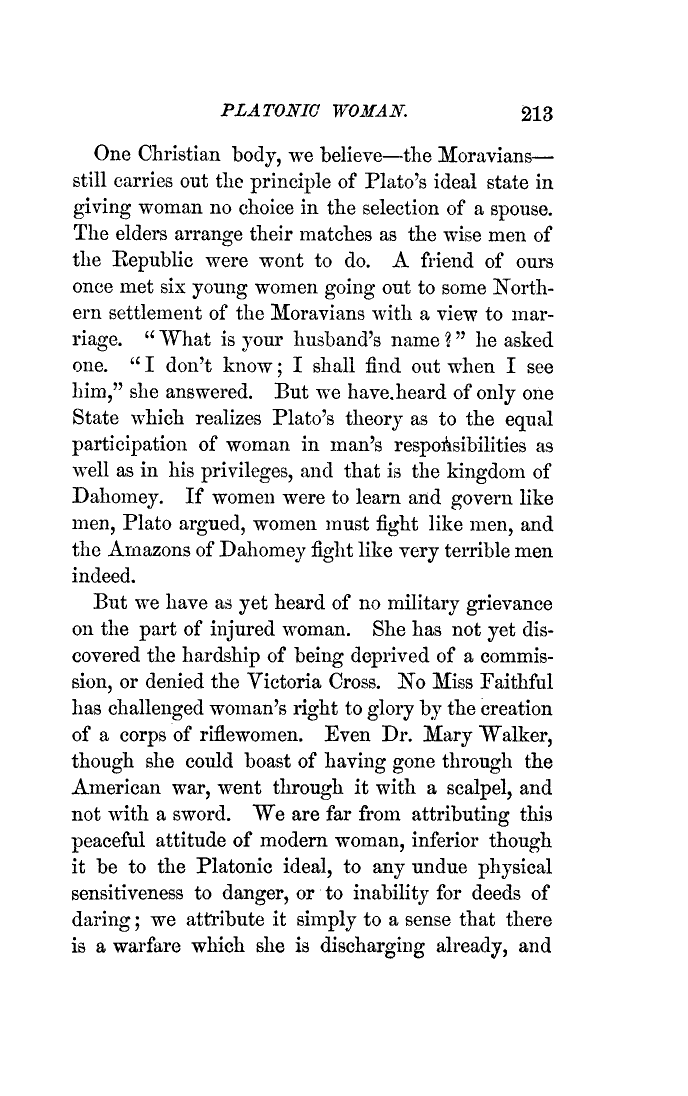 PLATONIC WOMAN. 213
One Christian body, we believe—the Moravians—
still carries out the principle of Plato's ideal state in
giving woman no choice in the selection of a spouse.
The elders arrange their matches as the wise men of
the Republic were wont to do. A friend of ours
once met six young women going out to some North-
ern settlement of the Moravians with a view to mar-
riage. "What is your husband's name?" he asked
one. "I don't know; I shall find out when I see
him," she answered. But we have.heard of only one
State which realizes Plato's theory as to the equal
participation of woman in man's responsibilities as
well as in his privileges, and that is the kingdom of
Dahomey. If women were to learn and govern like
men, Plato argued, women must fight like men, and
the Amazons of Dahomey fight like very terrible men
indeed.
But we have as yet heard of no military grievance
on the part of injured woman. She has not yet dis-
covered the hardship of being deprived of a commis-
sion, or denied the Victoria Cross. No Miss Faithful
has challenged woman's right to glory by the creation
of a corps of riflewomen. Even Dr. Mary Walker,
though she could boast of having gone through the
American war, went through it with a scalpel, and
not with a sword. We are far from attributing this
peaceful attitude of modern woman, inferior though
it be to the Platonic ideal, to any undue physical
sensitiveness to danger, or to inability for deeds of
daring; we attribute it simply to a sense that there
is a warfare which she is discharging already, and